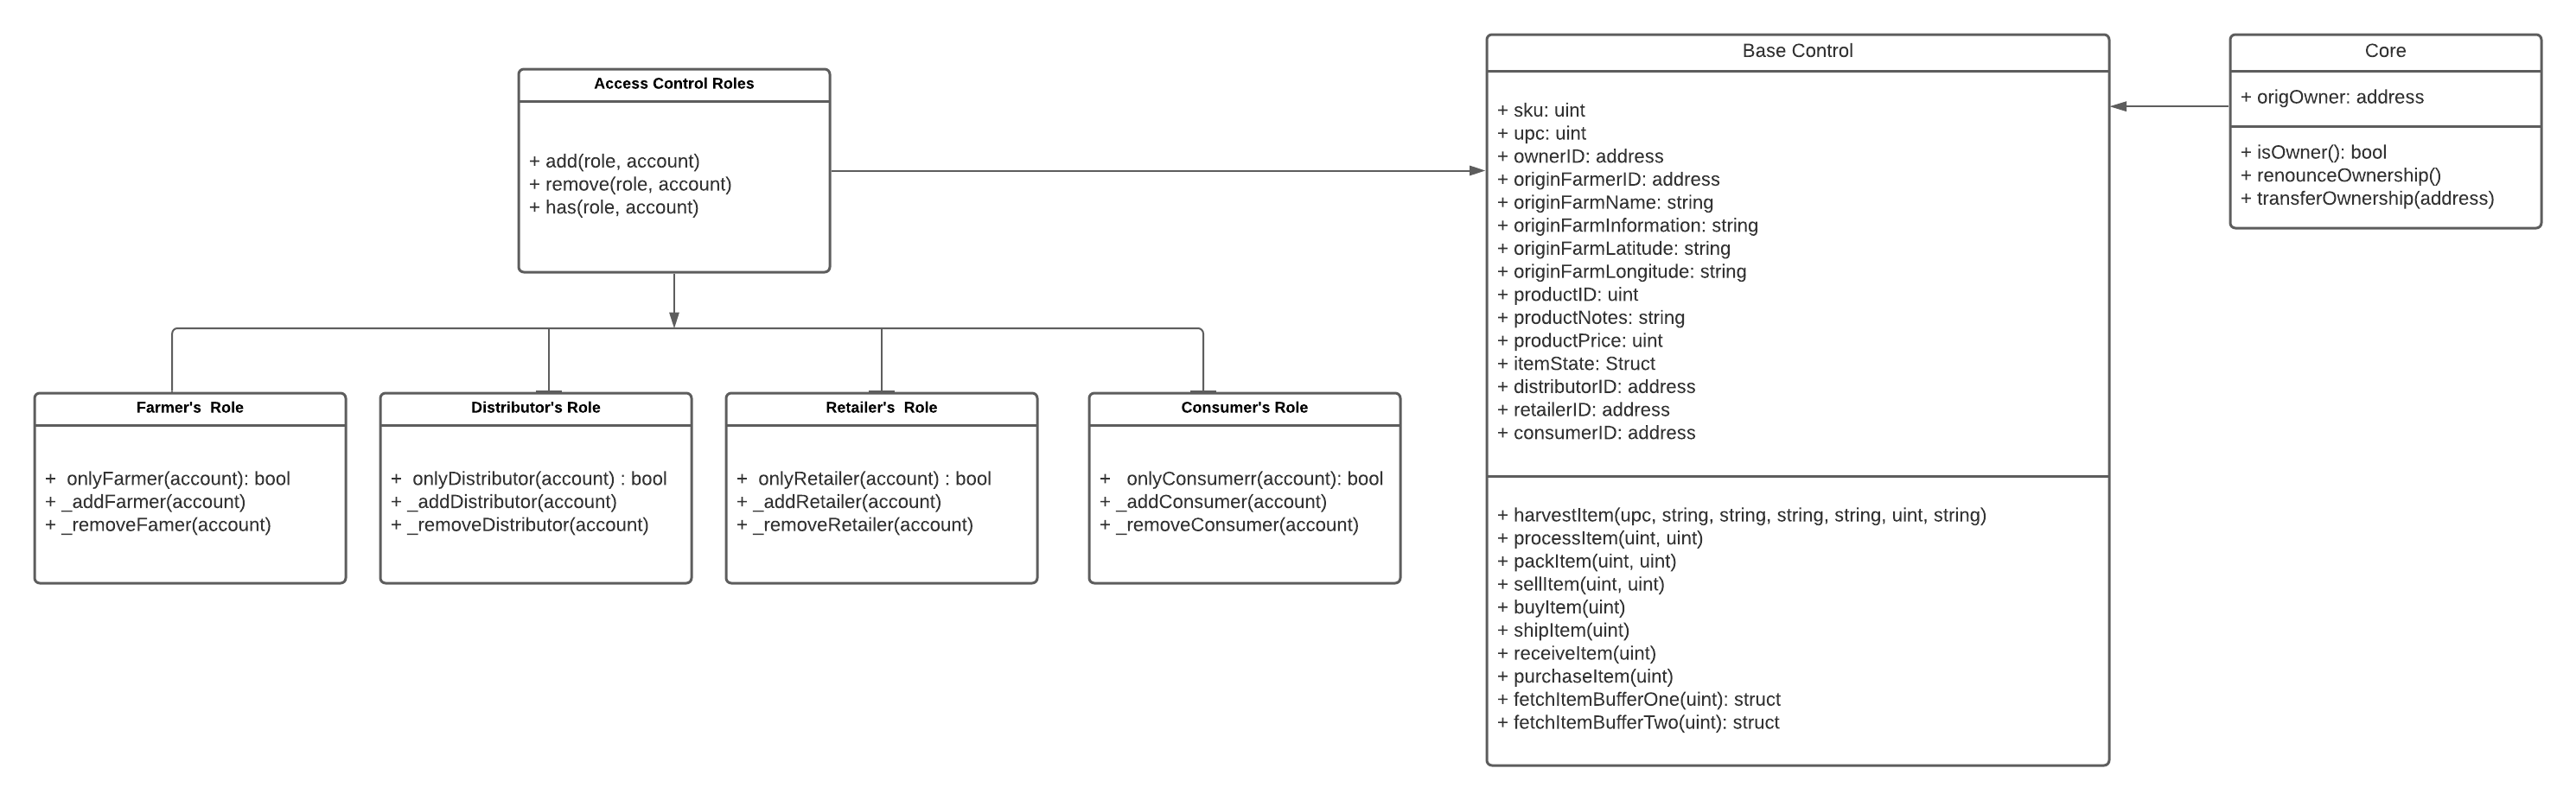 Access Control Roles
+ add(role, account)
+ remove(role, account)
+ has(role, account)
Farmer's  Role
+  onlyFarmer(account): bool
+ _addFarmer(account)
+ _removeFamer(account)
Distributor's Role
+  onlyDistributor(account) : bool
+ _addDistributor(account)
+ _removeDistributor(account)
Retailer's  Role
+  onlyRetailer(account) : bool
+ _addRetailer(account)
+ _removeRetailer(account)
Consumer's Role
+   onlyConsumerr(account): bool
+ _addConsumer(account)
+ _removeConsumer(account)
Base Control
+ sku: uint
+ upc: uint
+ ownerID: address
+ originFarmerID: address
+ originFarmName: string
+ originFarmInformation: string
+ originFarmLatitude: string
+ originFarmLongitude: string
+ productID: uint
+ productNotes: string
+ productPrice: uint
+ itemState: Struct
+ distributorID: address
+ retailerID: address
+ consumerID: address
+ harvestItem(upc, string, string, string, string, uint, string)
+ processItem(uint, uint)
+ packItem(uint, uint)
+ sellItem(uint, uint)
+ buyItem(uint)
+ shipItem(uint)
+ receiveItem(uint)
+ purchaseItem(uint)
+ fetchItemBufferOne(uint): struct
+ fetchItemBufferTwo(uint): struct
Core
+ origOwner: address
+ isOwner(): bool
+ renounceOwnership()
+ transferOwnership(address)